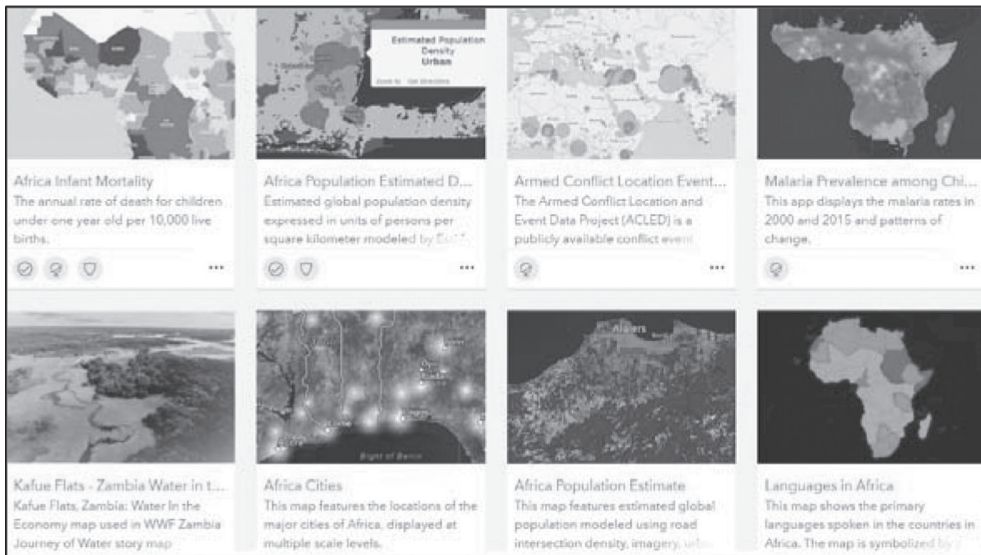 Estimated Population
Density
Urban
Africa Infant Mortality
The annual rate of death for children
under one year old per 10,000 live
births.
Africa Population Estimated D...
Estimated global population density
expressed in units of persons per
square kilometer modeled by
Armed Conflict Location Event...
The Armed Conflict Location and
Event Data Project (ACLED) is a
publicly available conflict event
Malaria Prevalence among Chi...
This app displays the malaria rates in
2000 and 2015 and patterns of
change.
Bight of Benin
Algiers
Kafue Flats - Zambia Water in t...
Kafue Flats, Zambia: Water In the
Economy map used in WWF Zambia
Journey of Water story map
Africa Cities
This map features the locations of the
major cities of Africa, displayed at
multiple scale levels.
Africa Population Estimate
This map features estimated global
population modeled using road
intersection density, imagery,
Languages in Africa
This map shows the primary
languages spoken in the countries in
Africa. The map is symbolized by